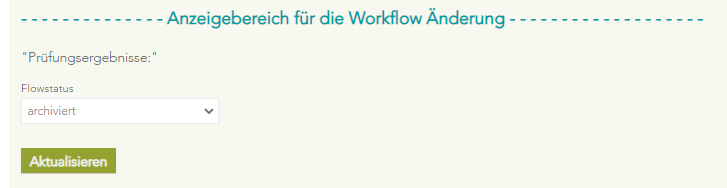 - - - - - - - - - - - - - - Anzeigebereich für die Workflow Änderung - - - - - - - - - - - - - - - - - - -
"Prüfungsergebnisse:"
Flowstatus
archiviert
Aktualisieren